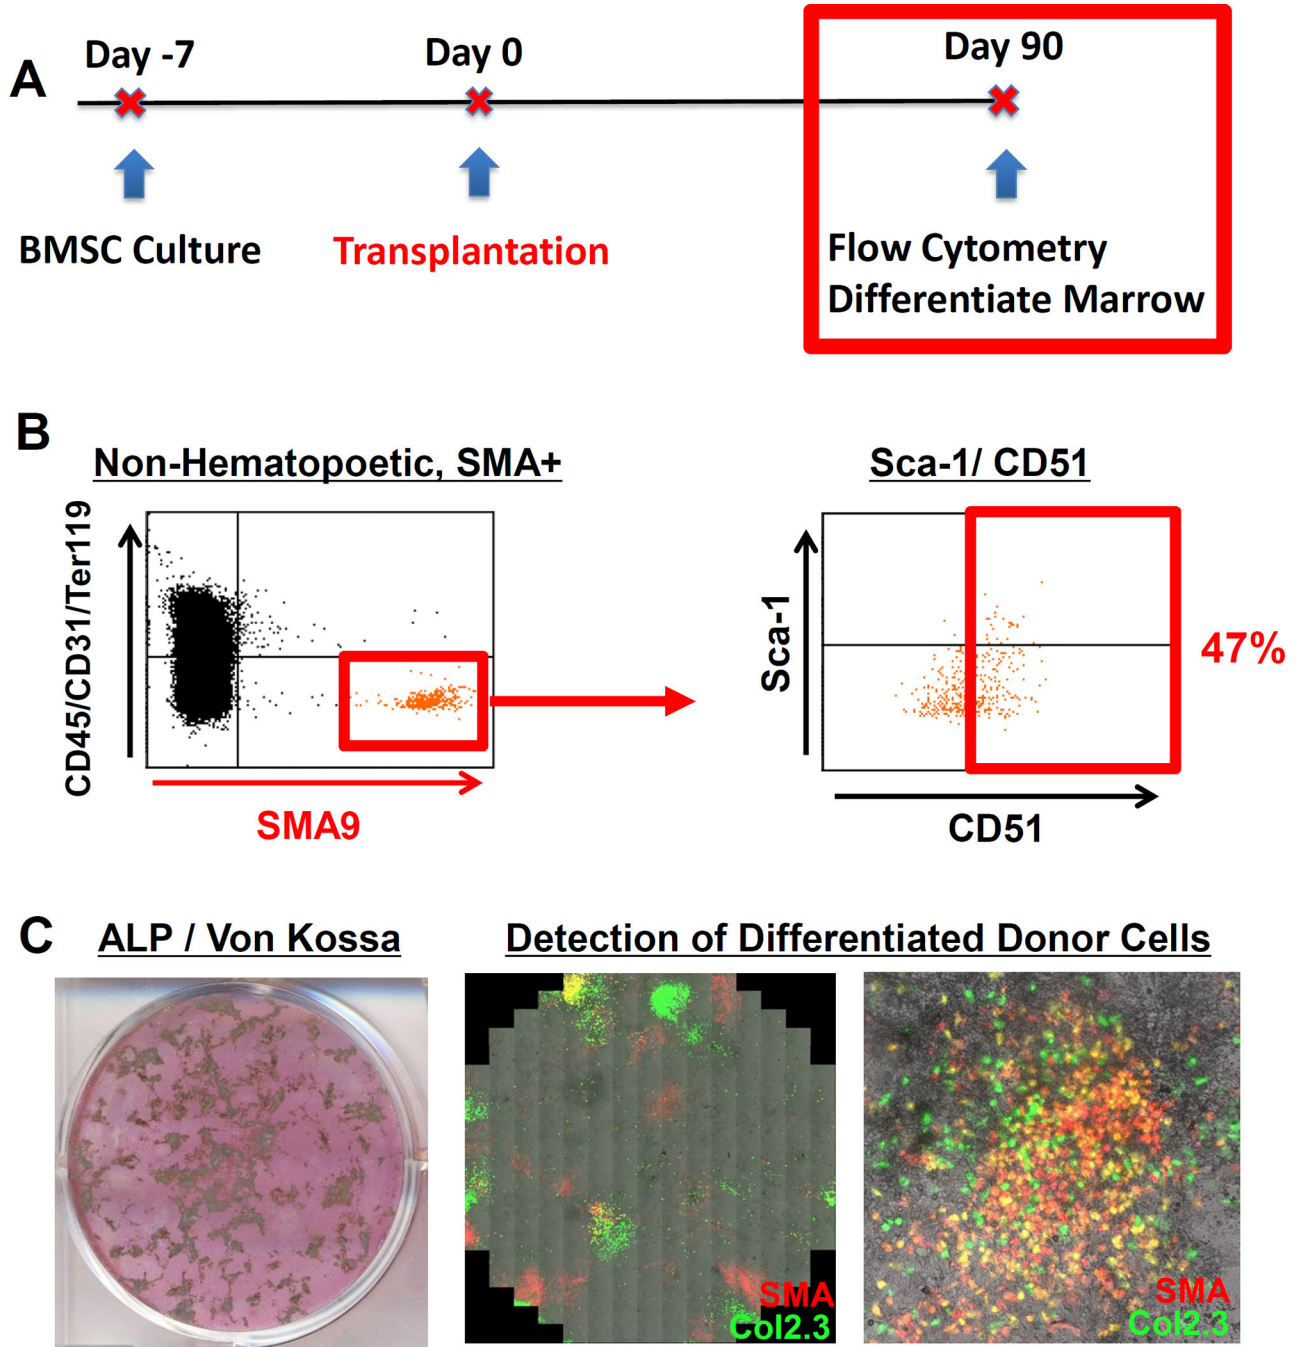 A
Day -7
Day 0
Day 90
BMSC Culture
Transplantation
Flow Cytometry
Differentiate Marrow
B
Non-Hematopoetic, SMA+
Sca-1/ CD51
CD45/CD31/Ter119
SMA9
Sca-1
CD51
47%
C
ALP / Von Kossa
Detection of Differentiated Donor Cells
SMA
Col2.3
SMA
Col2.3